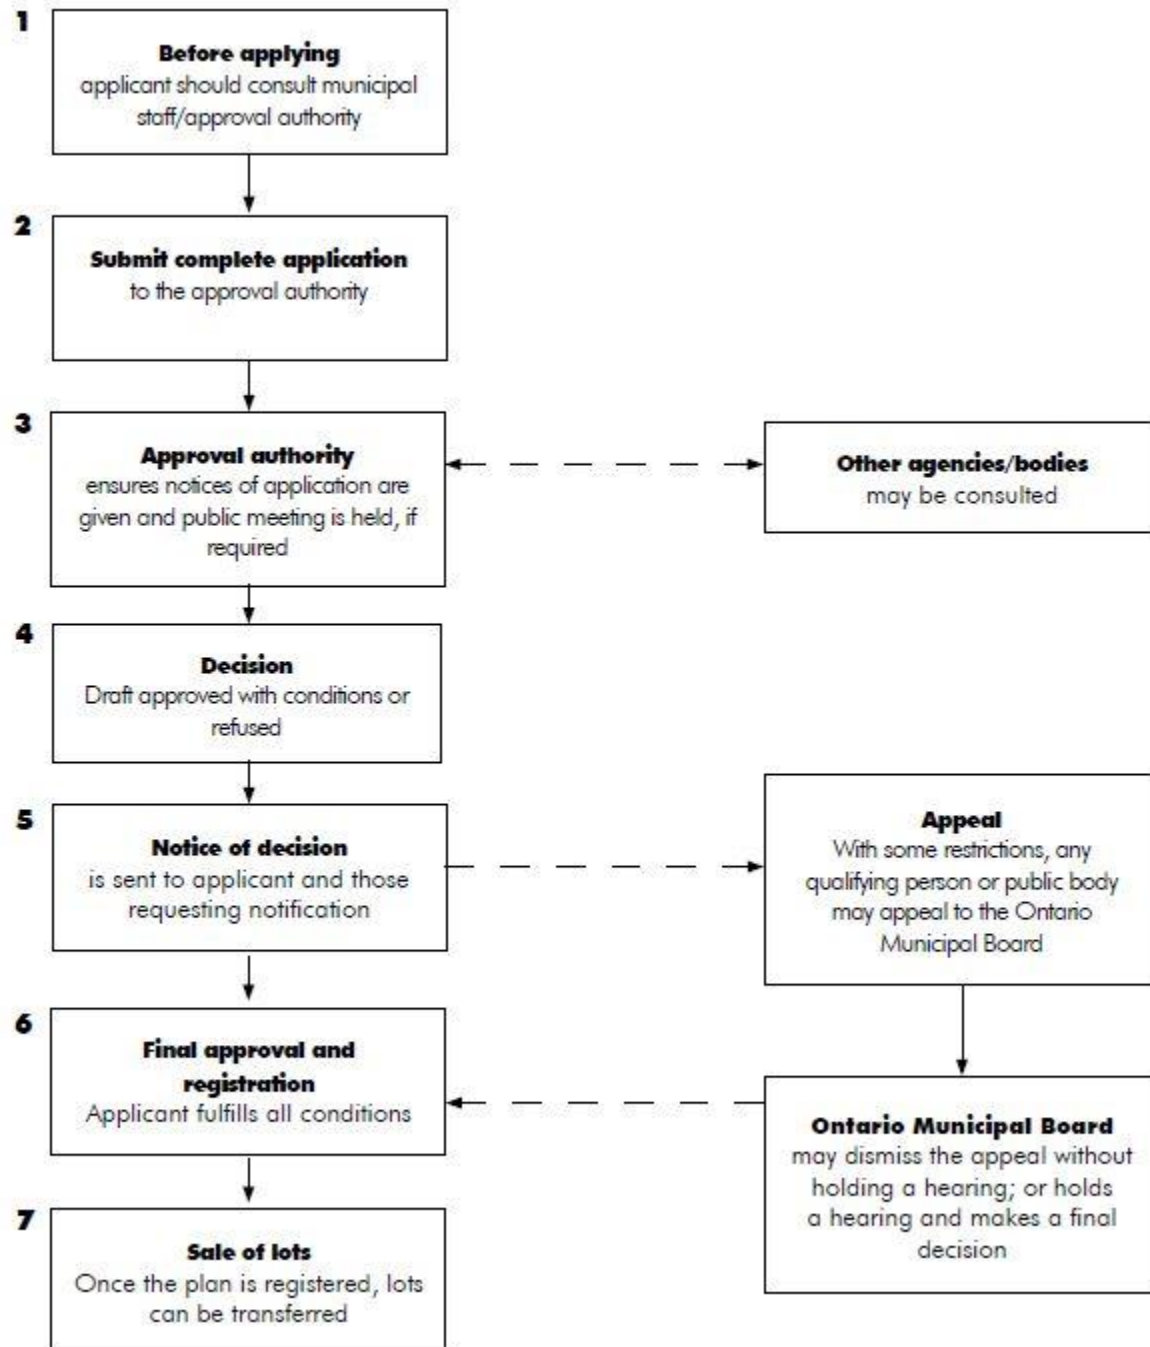 1
Before applying
applicant should consult municipal
staff/approval authority
2
Submit complete application
to the approval authority
3
Approval authority
ensures notices of application are
given and public meeting is held, if
required
Other agencies/bodies
may be consulted
4
Decision
Draft approved with conditions or
refused
5
Notice of decision
is sent to applicant and those
requesting notification
Appeal
With some restrictions, any
qualifying person or public body
may appeal to the Ontario
Municipal Board
6
Final approval and
registration
Applicant fulfills all conditions
Ontario Municipal Board
may dismiss the appeal without
holding a hearing; or holds
a hearing and makes a final
decision
7
Sale of lots
Once the plan is registered, lots
can be transferred